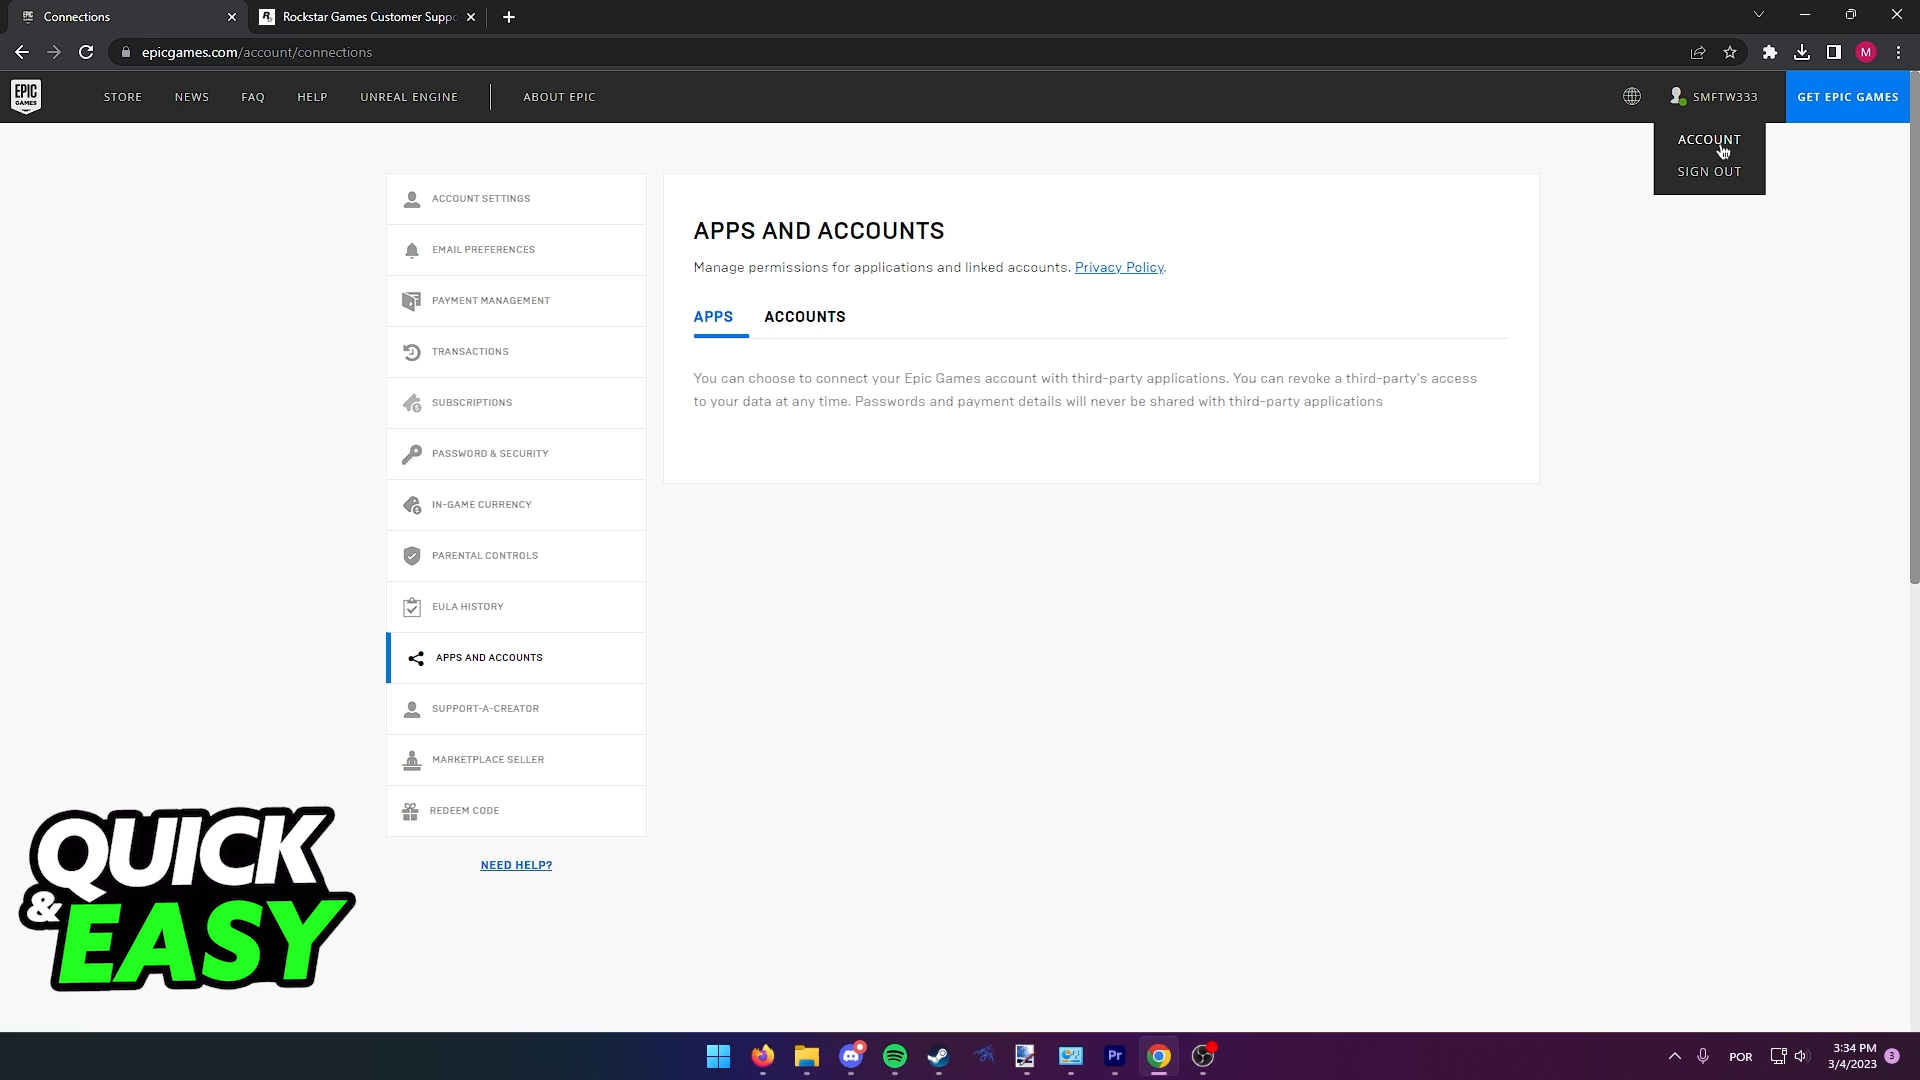 Connections
Rockstar Games Customer Suppo
epicgames.com/account/connections
M
EPIC GAMES
STORE
NEWS
FAQ
HELP
UNREAL ENGINE
ABOUT EPIC
SMFTW333
GET EPIC GAMES
ACCOUNT
SIGN OUT
ACCOUNT SETTINGS
EMAIL PREFERENCES
PAYMENT MANAGEMENT
TRANSACTIONS
SUBSCRIPTIONS
PASSWORD & SECURITY
IN-GAME CURRENCY
PARENTAL CONTROLS
EULA HISTORY
APPS AND ACCOUNTS
SUPPORT-A-CREATOR
MARKETPLACE SELLER
REDEEM CODE
NEED HELP?
APPS AND ACCOUNTS
Manage permissions for applications and linked accounts. Privacy Policy.
APPS
ACCOUNTS
You can choose to connect your Epic Games account with third-party applications. You can revoke a third-party's access
to your data at any time. Passwords and payment details will never be shared with third-party applications
QUICK
& EASY
Pr
POR
3:34 PM
3/4/2023
3